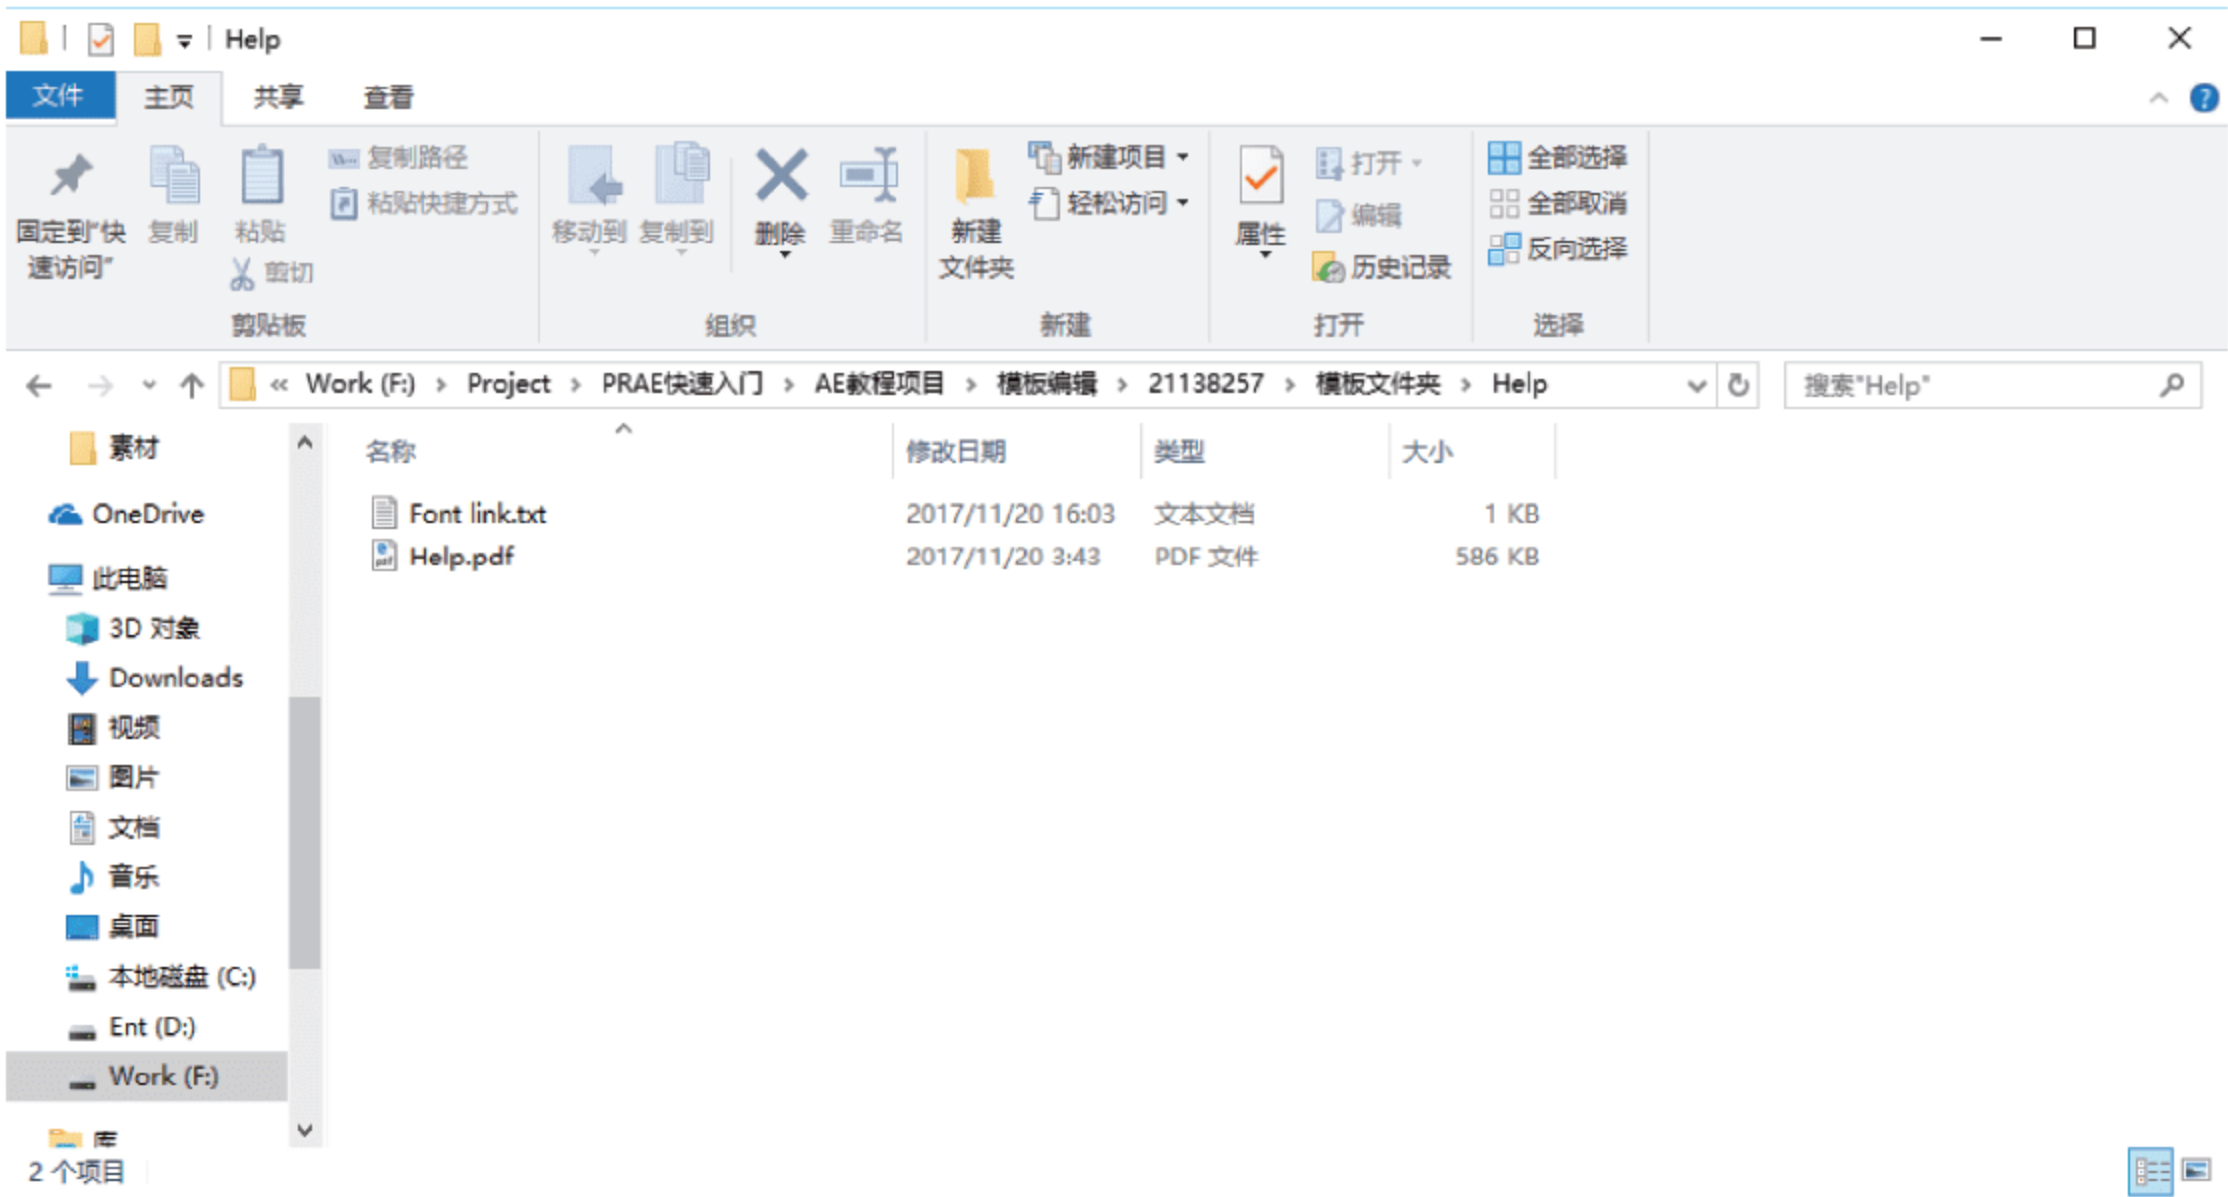 Help
文件 主页 共享 查看
固定到"快速访问"
复制
粘贴
复制路径
粘贴快捷方式
剪切
剪贴板
移动到
复制到
删除
重命名
组织
新建文件夹
新建项目
轻松访问
新建
属性
打开
编辑
历史记录
打开
全部选择
全部取消
反向选择
选择
« Work (F:) › Project › PRAE快速入门 › AE教程项目 › 模板编辑 › 21138257 › 模板文件夹 › Help
搜索"Help"
素材
OneDrive
此电脑
3D 对象
Downloads
视频
图片
文档
音乐
桌面
本地磁盘 (C:)
Ent (D:)
Work (F:)
库
名称 修改日期 类型 大小
Font link.txt 2017/11/20 16:03 文本文档 1 KB
Help.pdf 2017/11/20 3:43 PDF 文件 586 KB
2 个项目